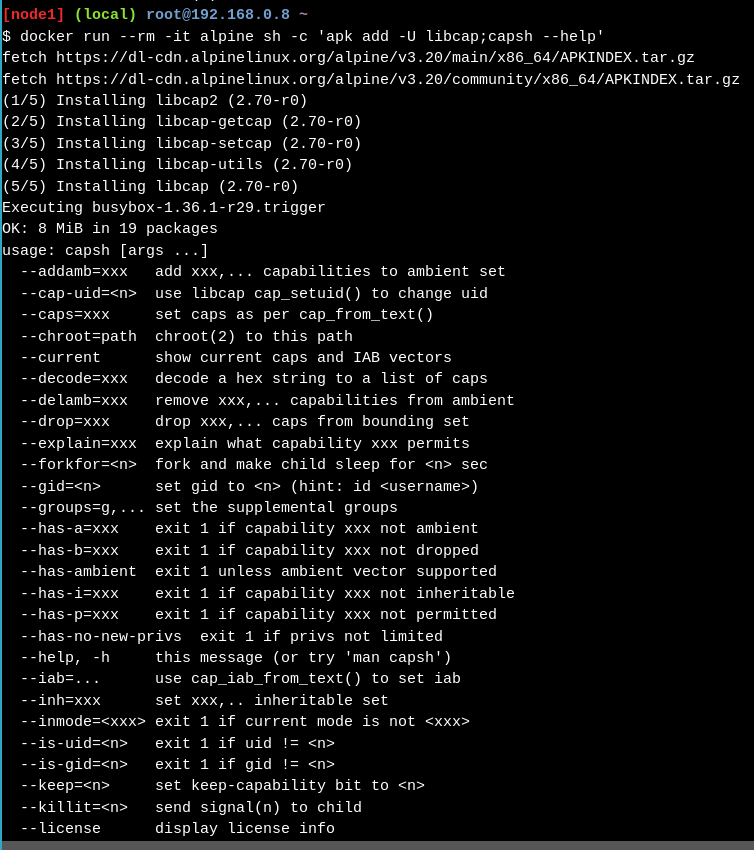 [node1] (local) root@192.168.0.8 ~
$ docker run --rm -it alpine sh -c 'apk add -U libcap;capsh --help'
fetch https://dl-cdn.alpinelinux.org/alpine/v3.20/main/x86_64/APKINDEX.tar.gz
fetch https://dl-cdn.alpinelinux.org/alpine/v3.20/community/x86_64/APKINDEX.tar.gz
(1/5) Installing libcap2 (2.70-r0)
(2/5) Installing libcap-getcap (2.70-r0)
(3/5) Installing libcap-setcap (2.70-r0)
(4/5) Installing libcap-utils (2.70-r0)
(5/5) Installing libcap (2.70-r0)
Executing busybox-1.36.1-r29.trigger
OK: 8 MiB in 19 packages
usage: capsh [args ...]
  --addamb=xxx   add xxx,... capabilities to ambient set
  --cap-uid=<n>  use libcap cap_setuid() to change uid
  --caps=xxx     set caps as per cap_from_text()
  --chroot=path  chroot(2) to this path
  --current      show current caps and IAB vectors
  --decode=xxx   decode a hex string to a list of caps
  --delamb=xxx   remove xxx,... capabilities from ambient
  --drop=xxx     drop xxx,... caps from bounding set
  --explain=xxx  explain what capability xxx permits
  --forkfor=<n>  fork and make child sleep for <n> sec
  --gid=<n>      set gid to <n> (hint: id <username>)
  --groups=g,... set the supplemental groups
  --has-a=xxx    exit 1 if capability xxx not ambient
  --has-b=xxx    exit 1 if capability xxx not dropped
  --has-ambient  exit 1 unless ambient vector supported
  --has-i=xxx    exit 1 if capability xxx not inheritable
  --has-p=xxx    exit 1 if capability xxx not permitted
  --has-no-new-privs  exit 1 if privs not limited
  --help, -h     this message (or try 'man capsh')
  --iab=...      use cap_iab_from_text() to set iab
  --inh=xxx      set xxx,.. inheritable set
  --inmode=<xxx> exit 1 if current mode is not <xxx>
  --is-uid=<n>   exit 1 if uid != <n>
  --is-gid=<n>   exit 1 if gid != <n>
  --keep=<n>     set keep-capability bit to <n>
  --killit=<n>   send signal(n) to child
  --license      display license info